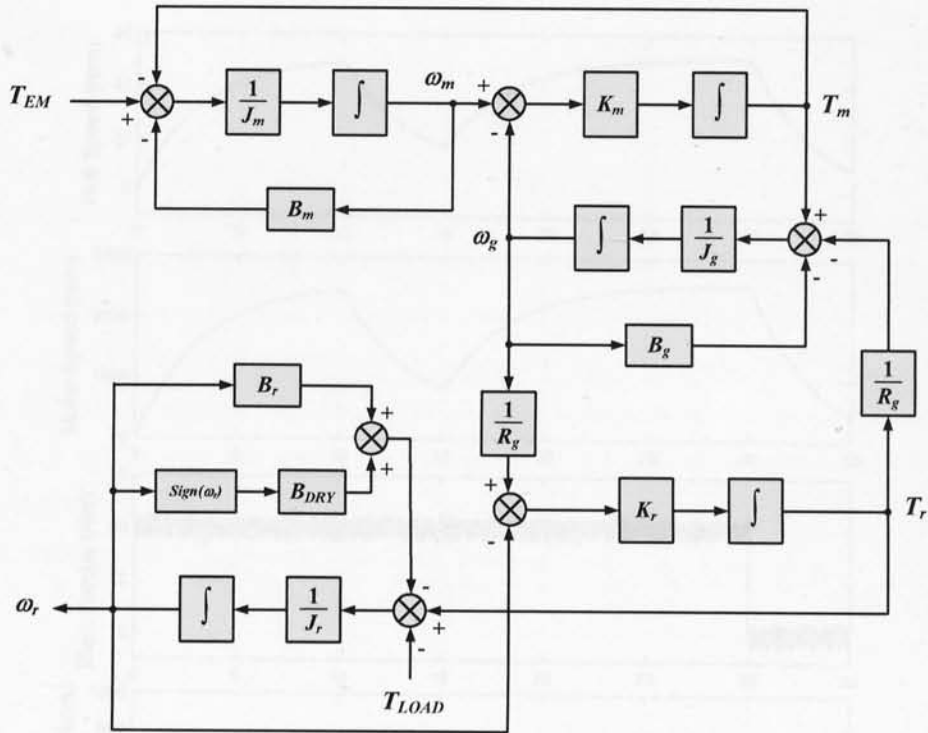 T_EM
-
+
-
1/J_m
∫
ω_m
+
-
K_m
∫
T_m
B_m
ω_g
∫
1/J_g
+
-
-
B_g
1/R_g
B_r
+
1/R_g
Sign(ω_r)
B_DRY
+
+
-
K_r
∫
T_r
ω_r
∫
1/J_r
-
+
-
T_LOAD